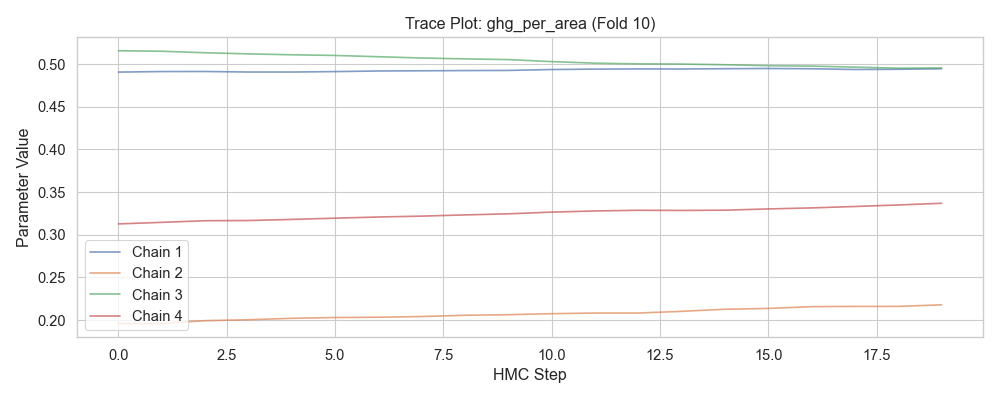 Trace Plot: ghg_per_area (Fold 10)
Parameter Value
0.50
0.45
0.40
0.35
0.30
0.25
0.20
Chain 1
Chain 2
Chain 3
Chain 4
0.0 2.5 5.0 7.5 10.0 12.5 15.0 17.5
HMC Step